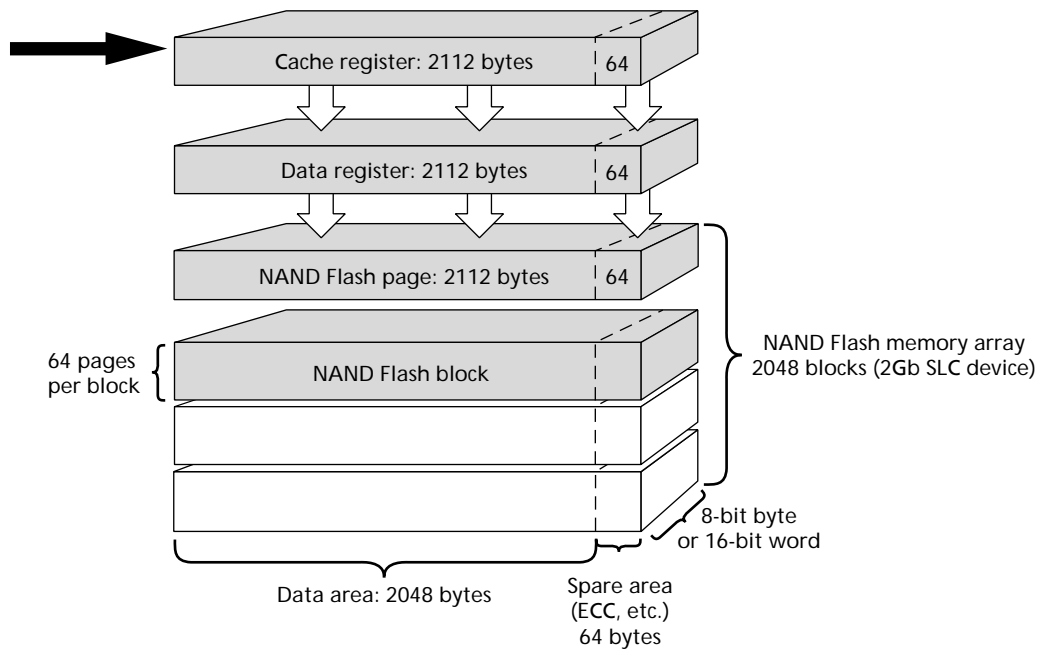 Cache register: 2112 bytes
64
Data register: 2112 bytes
64
NAND Flash page: 2112 bytes
64
64 pages
per block
NAND Flash block
NAND Flash memory array
2048 blocks (2Gb SLC device)
8-bit byte
or 16-bit word
Data area: 2048 bytes
Spare area
(ECC, etc.)
64 bytes